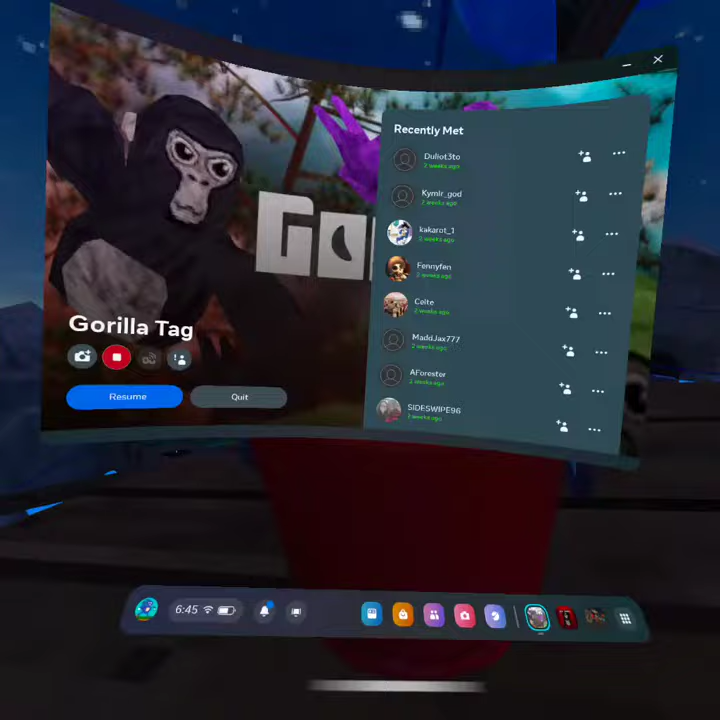 GO
Gorilla Tag
Resume
Quit
Recently Met
Duliot3to
2 weeks ago
Kymlr_god
2 weeks ago
kakarot_1
2 weeks ago
Fennyfen
2 weeks ago
Colte
2 weeks ago
MaddJax777
2 weeks ago
AForester
2 weeks ago
SIDESWIPE96
2 weeks ago
6:45